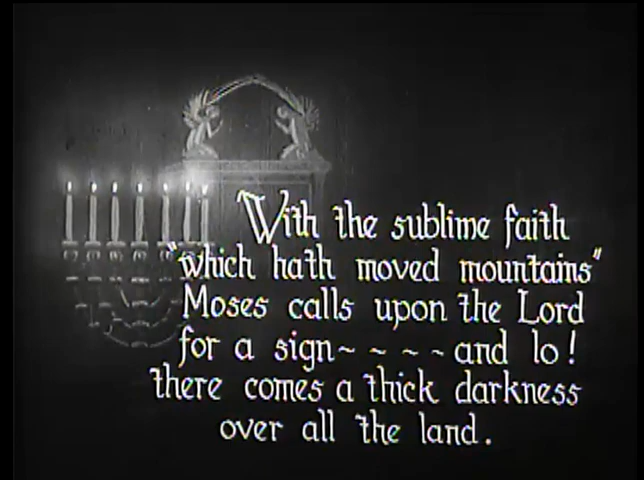 With the sublime faith
"which hath moved mountains"
Moses calls upon the Lord
for a sign~ ~ ~ ~ and lo!
there comes a thick darkness
over all the land.